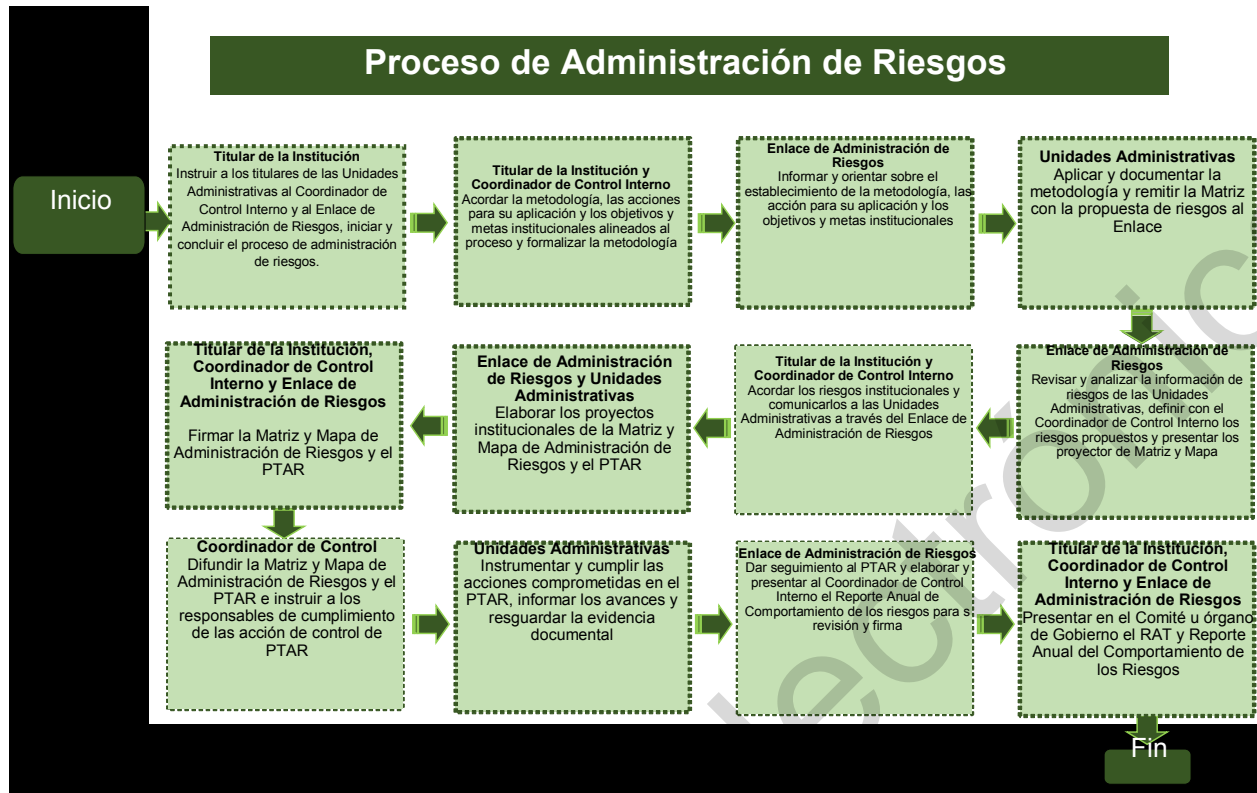 Proceso de Administración de Riesgos
Inicio
Titular de la Institución
Instruir a los titulares de las Unidades
Administrativas al Coordinador de
Control Interno y al Enlace de
Administración de Riesgos, iniciar y
concluir el proceso de administración
de riesgos.
Titular de la Institución y
Coordinador de Control Interno
Acordar la metodología, las acciones
para su aplicación y los objetivos y
metas institucionales alineados al
proceso y formalizar la metodología
Enlace de Administración de
Riesgos
Informar y orientar sobre el
establecimiento de la metodología, las
acción para su aplicación y los
objetivos y metas institucionales
Unidades Administrativas
Aplicar y documentar la
metodología y remitir la Matriz
con la propuesta de riesgos al
Enlace
Enlace de Administración de
Riesgos
Revisar y analizar la información de
riesgos de las Unidades
Administrativas, definir con el
Coordinador de Control Interno los
riesgos propuestos y presentar los
proyector de Matriz y Mapa
Titular de la Institución y
Coordinador de Control Interno
Acordar los riesgos institucionales y
comunicarlos a las Unidades
Administrativas a través del Enlace de
Administración de Riesgos
Enlace de Administración
de Riesgos y Unidades
Administrativas
Elaborar los proyectos
institucionales de la Matriz y
Mapa de Administración de
Riesgos y el PTAR
Titular de la Institución,
Coordinador de Control
Interno y Enlace de
Administración de Riesgos
Firmar la Matriz y Mapa de
Administración de Riesgos y el
PTAR
Coordinador de Control
Difundir la Matriz y Mapa de
Administración de Riesgos y el
PTAR e instruir a los
responsables de cumplimiento
de las acción de control de
PTAR
Unidades Administrativas
Instrumentar y cumplir las
acciones comprometidas en el
PTAR, informar los avances y
resguardar la evidencia
documental
Enlace de Administración de Riesgos
Dar seguimiento al PTAR y elaborar y
presentar al Coordinador de Control
Interno el Reporte Anual de
Comportamiento de los riesgos para s
revisión y firma
Titular de la Institución,
Coordinador de Control
Interno y Enlace de
Administración de Riesgos
Presentar en el Comité u órgano
de Gobierno el RAT y Reporte
Anual del Comportamiento de
los Riesgos
Fin
lectronic